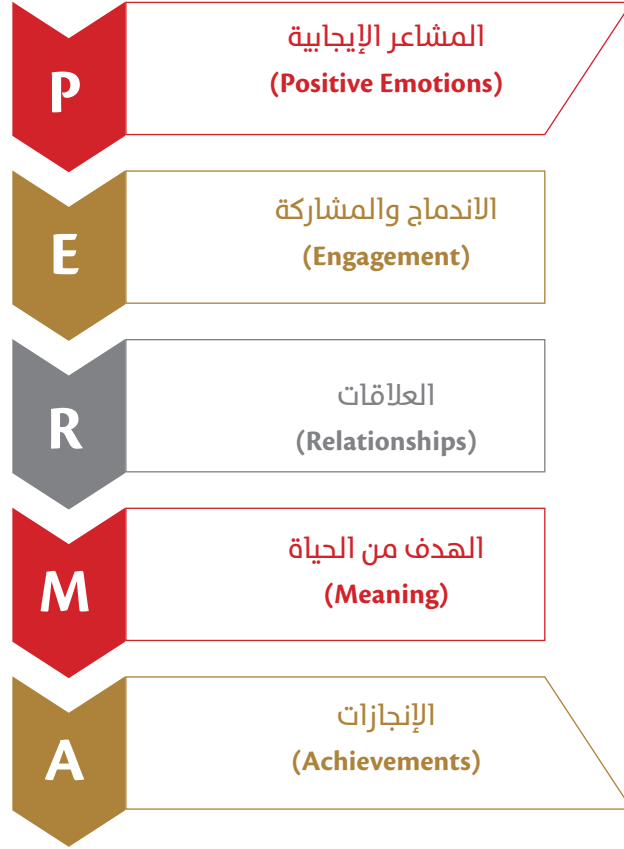 P
المشاعر الإيجابية
(Positive Emotions)
E
الاندماج والمشاركة
(Engagement)
R
العلاقات
(Relationships)
M
الهدف من الحياة
(Meaning)
A
الإنجازات
(Achievements)